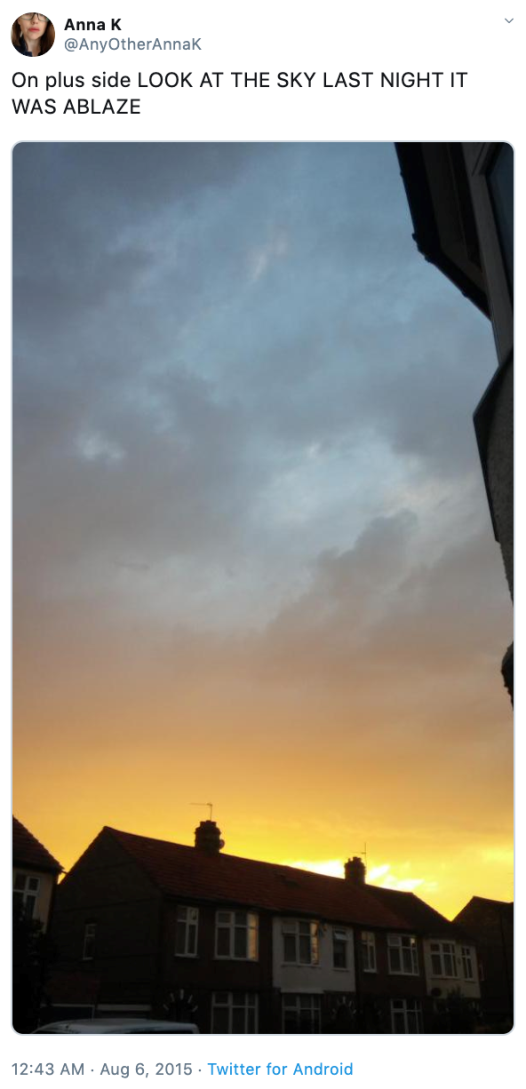 Anna K
@AnyOtherAnnaK
On plus side LOOK AT THE SKY LAST NIGHT IT
WAS ABLAZE
12:43 AM · Aug 6, 2015 · Twitter for Android